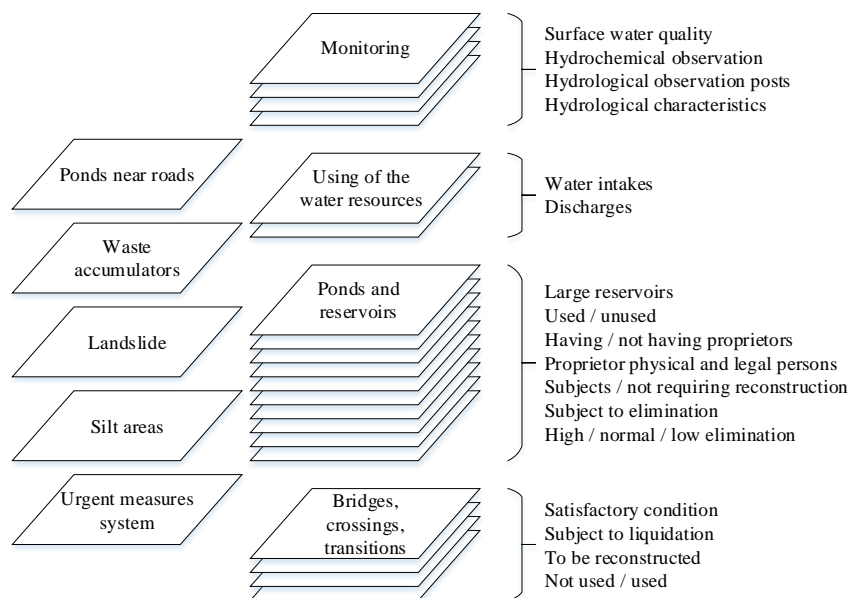 Monitoring
Surface water quality
Hydrochemical observation
Hydrological observation posts
Hydrological characteristics
Ponds near roads
Using of the
water resources
Water intakes
Discharges
Waste
accumulators
Ponds and
reservoirs
Large reservoirs
Used / unused
Having / not having proprietors
Proprietor physical and legal persons
Subjects / not requiring reconstruction
Subject to elimination
High / normal / low elimination
Landslide
Silt areas
Urgent measures
system
Bridges,
crossings,
transitions
Satisfactory condition
Subject to liquidation
To be reconstructed
Not used / used